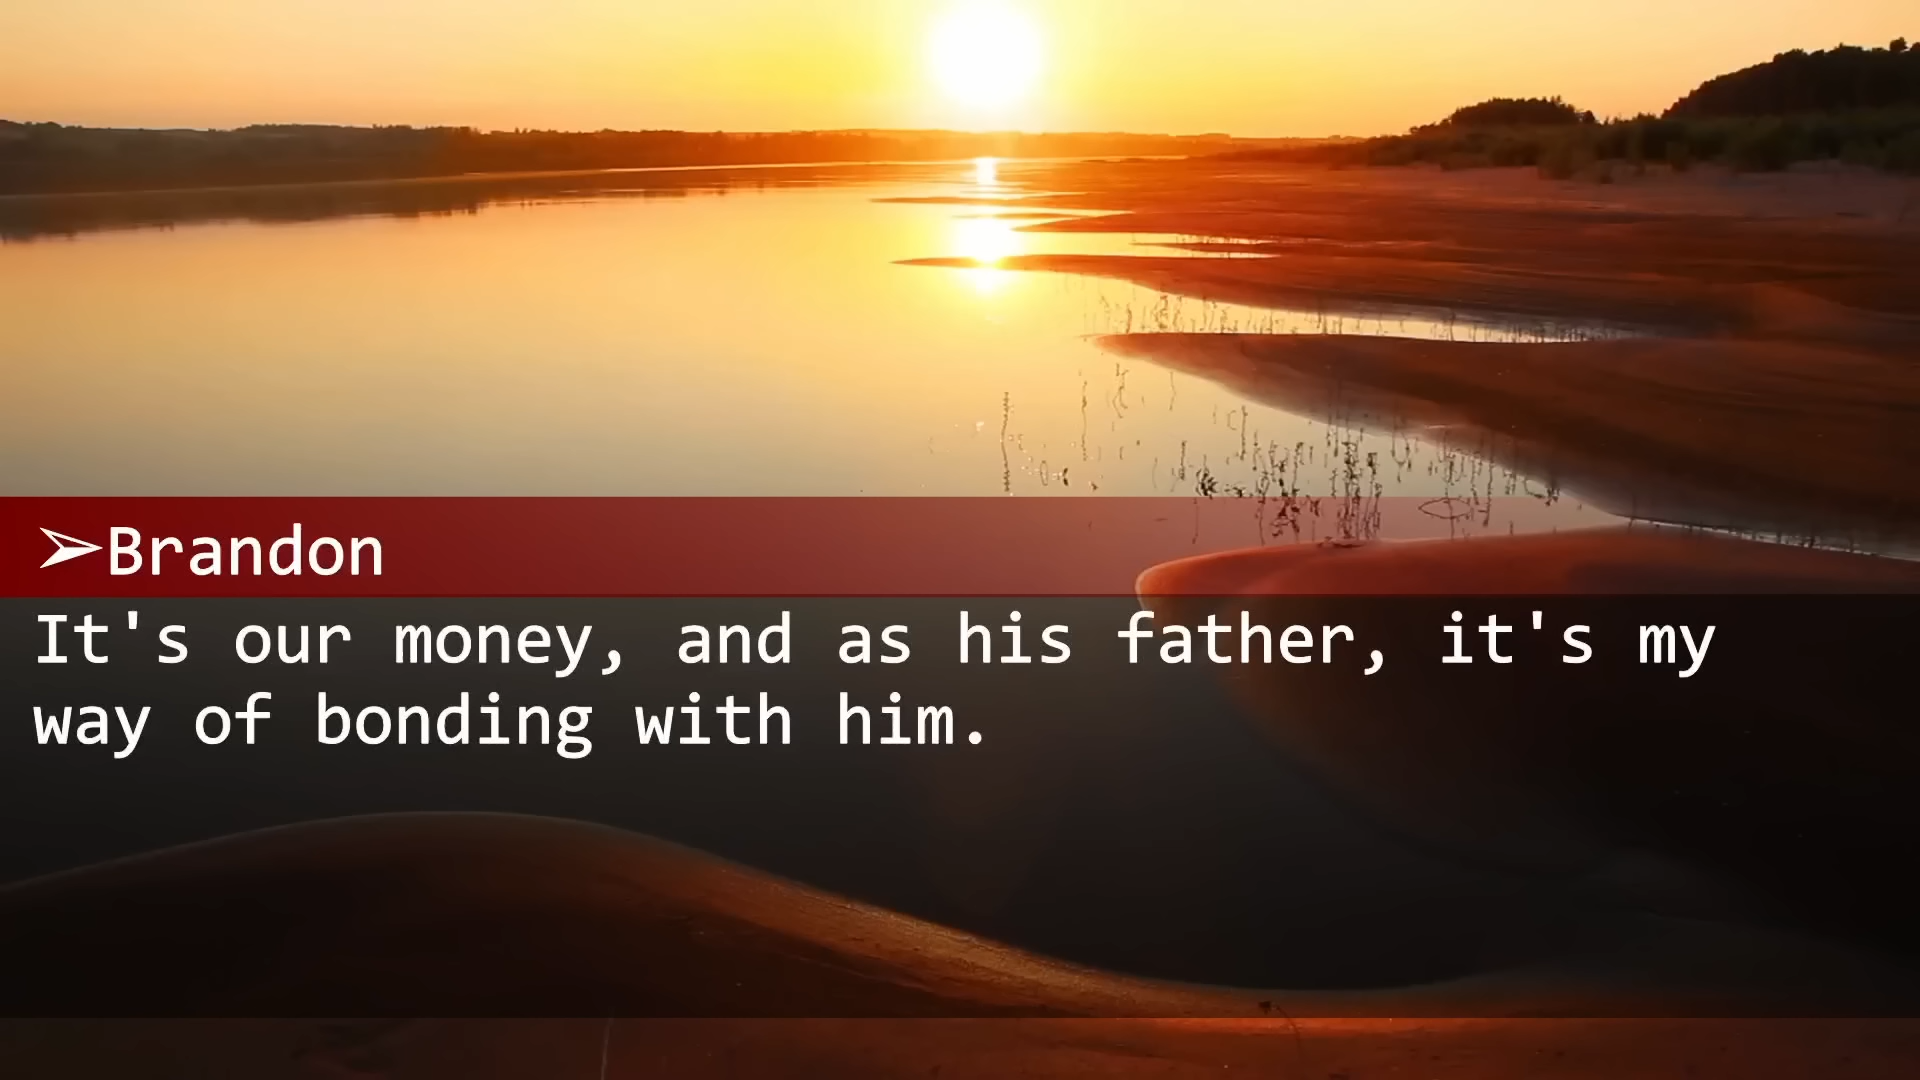 ➢Brandon
It's our money, and as his father, it's my
way of bonding with him.